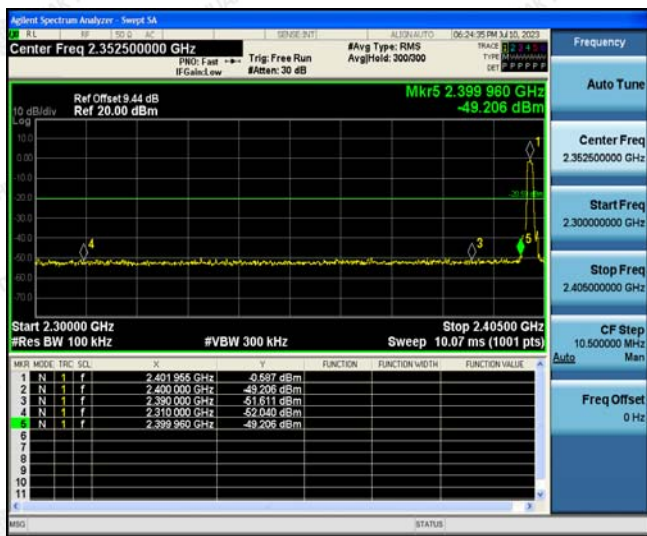 Agilent Spectrum Analyzer - Swept SA
RL RF 50 Ω AC SENSE:INT ALIGN AUTO 06:24:35 PM Jul 10, 2023
Center Freq 2.352500000 GHz
PNO: Fast
IFGain:Low
Trig: Free Run
#Atten: 30 dB
#Avg Type: RMS
Avg|Hold: 300/300
TRACE 1 2 3 4 5 6
TYPE
DET P P P P P P
Ref Offset 9.44 dB
Ref 20.00 dBm
Mkr5 2.399 960 GHz
-49.206 dBm
10 dB/div
Log
10.0
0.00
-10.0
-20.0
-30.0
-40.0
-50.0
-60.0
-70.0
1
4
3
5
Start 2.30000 GHz
Stop 2.40500 GHz
#Res BW 100 kHz
#VBW 300 kHz
Sweep 10.07 ms (1001 pts)
MKR MODE TRC SCL X Y FUNCTION FUNCTION WIDTH FUNCTION VALUE
1 N 1 f 2.401 955 GHz -0.587 dBm
2 N 1 f 2.400 000 GHz -49.206 dBm
3 N 1 f 2.390 000 GHz -51.611 dBm
4 N 1 f 2.310 000 GHz -52.040 dBm
5 N 1 f 2.399 960 GHz -49.206 dBm
6
7
8
9
10
11
MSG
STATUS
Frequency
Auto Tune
Center Freq
2.352500000 GHz
Start Freq
2.300000000 GHz
Stop Freq
2.405000000 GHz
CF Step
10.500000 MHz
Auto Man
Freq Offset
0 Hz